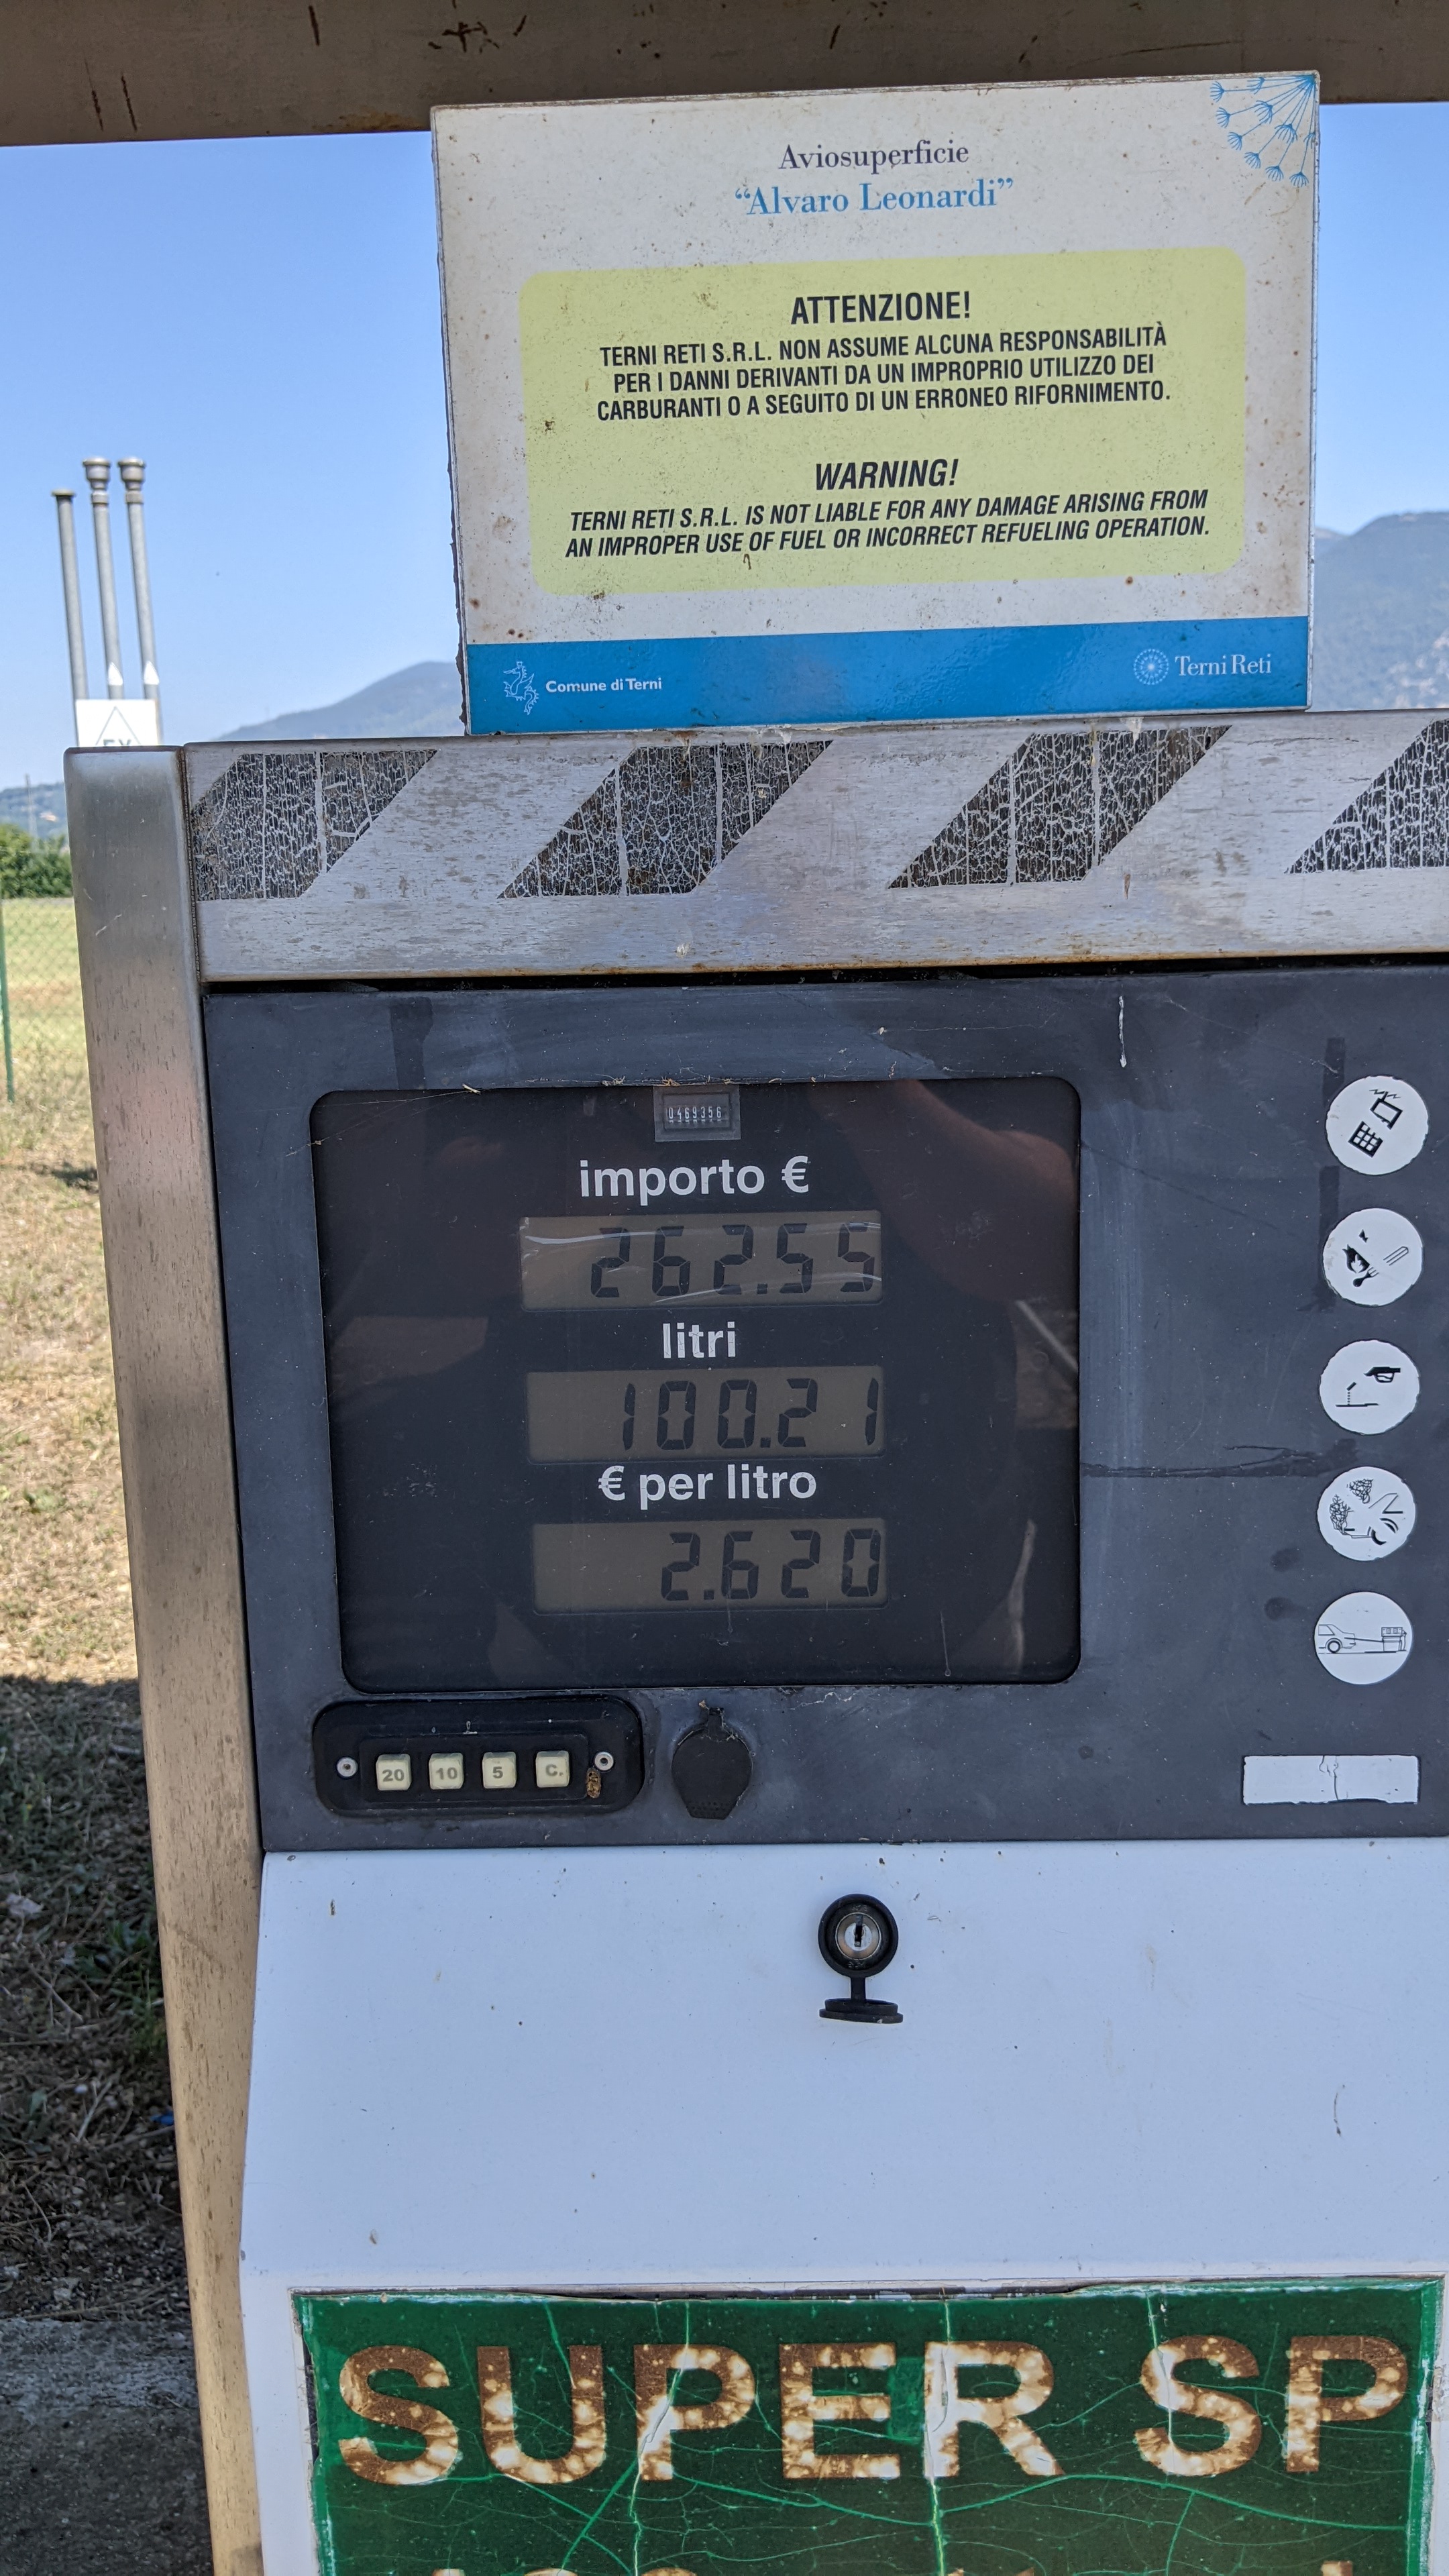 Aviosuperficie
“Alvaro Leonardi”
ATTENZIONE!
TERNI RETI S.R.L. NON ASSUME ALCUNA RESPONSABILITÀ
PER I DANNI DERIVANTI DA UN IMPROPRIO UTILIZZO DEI
CARBURANTI O A SEGUITO DI UN ERRONEO RIFORNIMENTO.
WARNING!
TERNI RETI S.R.L. IS NOT LIABLE FOR ANY DAMAGE ARISING FROM
AN IMPROPER USE OF FUEL OR INCORRECT REFUELING OPERATION.
Comune di Terni
Terni Reti
EX
0469356
importo €
262.55
litri
100.21
€ per litro
2.620
20 10 5 C.
SUPER SP